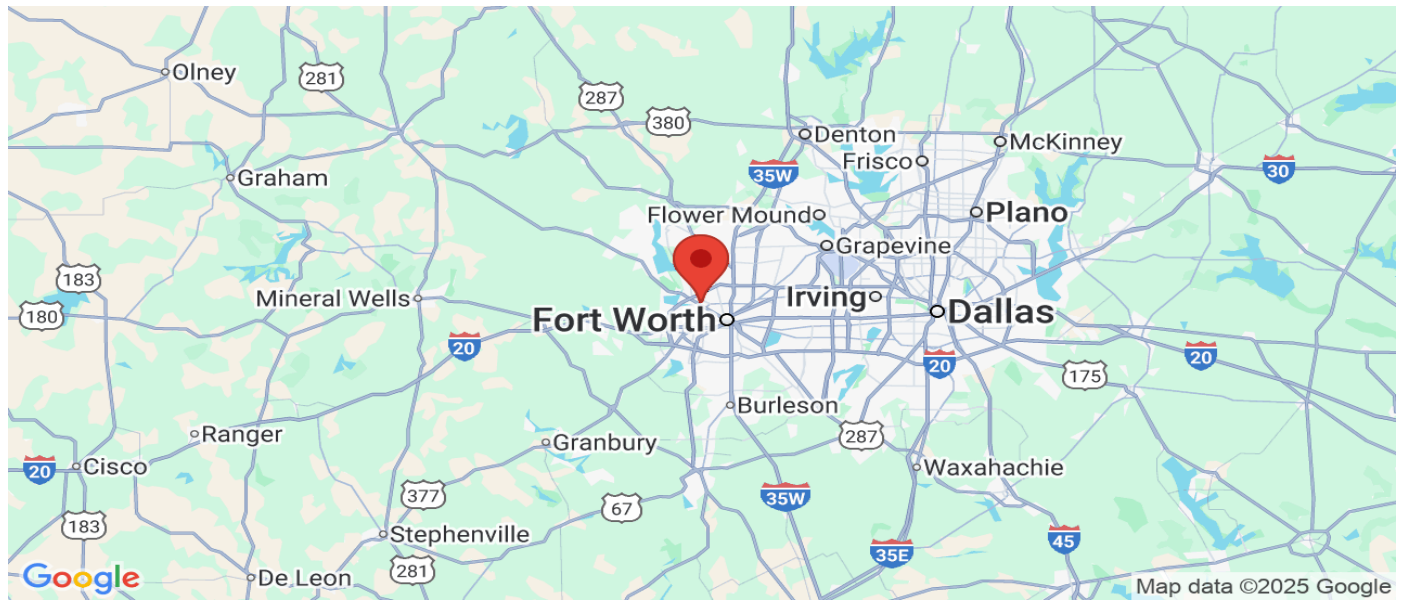 Olney
281
287
380
Denton
McKinney
Frisco
30
35W
Graham
Flower Mound
Plano
Grapevine
183
Mineral Wells
Irving
180
Fort Worth
Dallas
20
20
20
175
Burleson
Ranger
Granbury
287
Cisco
20
Waxahachie
377
35W
67
183
Stephenville
45
35E
281
De Leon
Google
Map data ©2025 Google